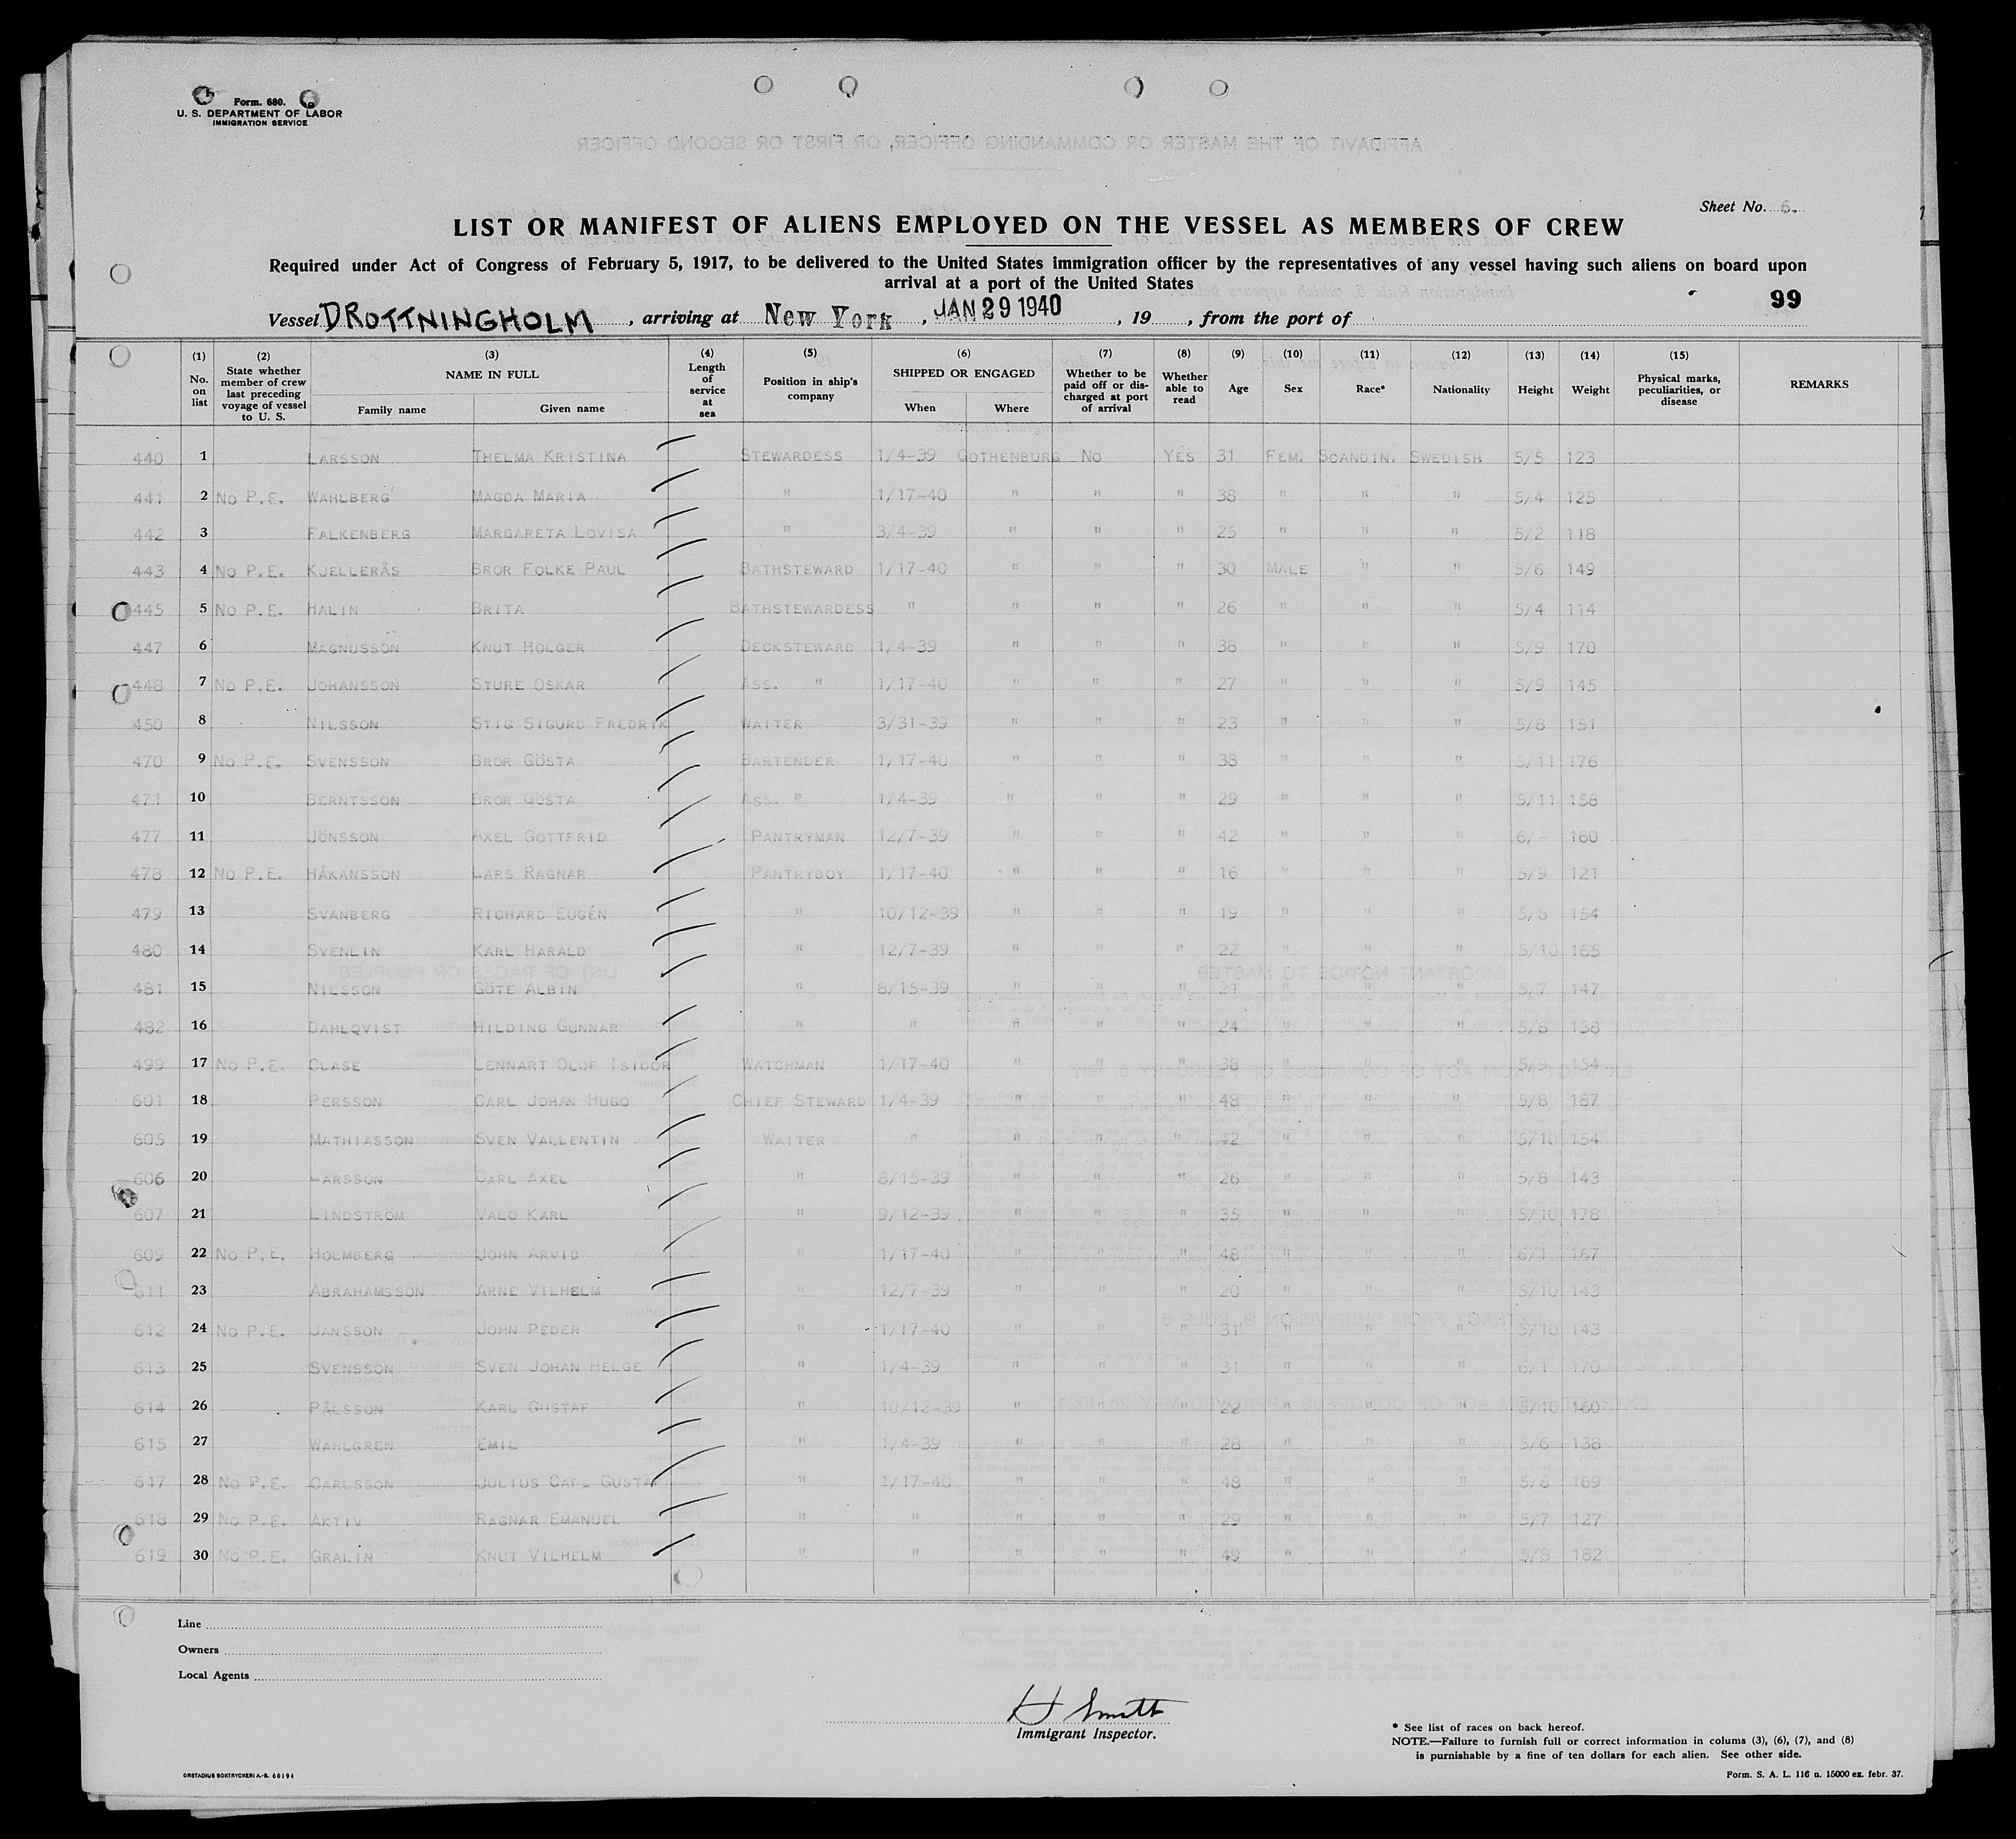 Form. 680.
U. S. DEPARTMENT OF LABOR
IMMIGRATION SERVICE
Sheet No. 6.
LIST OR MANIFEST OF ALIENS EMPLOYED ON THE VESSEL AS MEMBERS OF CREW
Required under Act of Congress of February 5, 1917, to be delivered to the United States immigration officer by the representatives of any vessel having such aliens on board upon
arrival at a port of the United States
99
Vessel DROTTNINGHOLM, arriving at New York, JAN 29 1940, 19 , from the port of
(1) No. on list (2) State whether member of crew last preceding voyage of vessel to U. S. (3) NAME IN FULL Family name Given name (4) Length of service at sea (5) Position in ship's company (6) SHIPPED OR ENGAGED When Where (7) Whether to be paid off or discharged at port of arrival (8) Whether able to read (9) Age (10) Sex (11) Race* (12) Nationality (13) Height (14) Weight (15) Physical marks, peculiarities, or disease REMARKS
440 1 LARSSON THELMA KRISTINA STEWARDESS 1/4-39 GOTHENBURG NO YES 31 FEM. SCANDIN. SWEDISH 5/5 123
441 2 NO P.E. WAHLBERG MAGDA MARIA " 1/17-40 " " " 38 " " " 5/4 125
442 3 FALKENBERG MARGARETA LOVISA " 3/4-39 " " " 25 " " " 5/2 118
443 4 NO P.E. KJELLERÅS BROR FOLKE PAUL BATHSTEWARD 1/17-40 " " " 30 MALE " " 5/6 149
445 5 NO P.E. HALIN BRITA BATHSTEWARDESS " " " " 26 " " " 5/4 114
447 6 MAGNUSSON KNUT HOLGER DECKSTEWARD 1/4-39 " " " 38 " " " 5/9 170
448 7 NO P.E. JOHANSSON STURE OSKAR ASS. " 1/17-40 " " " 27 " " " 5/9 145
450 8 NILSSON STIG SIGURD FREDRIK WAITER 3/31-39 " " " 23 " " " 5/8 151
470 9 NO P.E. SVENSSON BROR GÖSTA BARTENDER 1/17-40 " " " 38 " " " 5/11 176
471 10 BERNTSSON BROR GÖSTA ASS. " 1/4-39 " " " 29 " " " 5/11 158
477 11 JÖNSSON AXEL GOTTFRID PANTRYMAN 12/7-39 " " " 42 " " " 6/- 160
478 12 NO P.E. HÅKANSSON LARS RAGNAR PANTRYBOY 1/17-40 " " " 16 " " " 5/9 121
479 13 SVANBERG RICHARD EUGÉN " 10/12-39 " " " 19 " " " 5/8 154
480 14 SVENLIN KARL HARALD " 12/7-39 " " " 22 " " " 5/10 165
481 15 NILSSON GÖTE ALBIN " 8/15-39 " " " 21 " " " 5/7 147
482 16 DAHLQVIST HILDING GUNNAR " " " " " 24 " " " 5/8 158
499 17 NO P.E. CLASE LENNART OLOF ISIDOR WATCHMAN 1/17-40 " " " 38 " " " 5/9 154
601 18 PERSSON CARL JOHAN HUGO CHIEF STEWARD 1/4-39 " " " 48 " " " 5/8 187
605 19 MATHIASSON SVEN VALLENTIN WAITER " " " " 42 " " " 5/10 154
606 20 LARSSON CARL AXEL " 8/15-39 " " " 26 " " " 5/8 143
607 21 LINDSTRÖM VALO KARL " 9/12-39 " " " 35 " " " 5/10 178
609 22 NO P.E. HOLMBERG JOHN ARVID " 1/17-40 " " " 48 " " " 6/1 167
611 23 ABRAHAMSSON ARNE VILHELM " 12/7-39 " " " 20 " " " 5/10 143
612 24 NO P.E. JANSSON JOHN PEDER " 1/17-40 " " " 31 " " " 5/10 143
613 25 SVENSSON SVEN JOHAN HELGE " 1/4-39 " " " 31 " " " 6/1 170
614 26 PÅLSSON KARL GUSTAF " 10/12-39 " " " 22 " " " 5/10 160
615 27 WAHLGREN EMIL " 1/4-39 " " " 28 " " " 5/6 138
617 28 NO P.E. CARLSSON JULIUS CARL GUSTAF " 1/17-40 " " " 48 " " " 5/8 169
618 29 NO P.E. AKTIV RAGNAR EMANUEL " " " " " 29 " " " 5/7 127
619 30 NO P.E. GRALIN KNUT VILHELM " " " " " 49 " " " 5/8 182
Line
Owners
Local Agents
H Smith
Immigrant Inspector.
* See list of races on back hereof.
NOTE.—Failure to furnish full or correct information in colums (3), (6), (7), and (8)
is punishable by a fine of ten dollars for each alien. See other side.
ORSTADIUS BOKTRYCKERI A.-B. 60194
Form. S. A. L. 116 n. 15000 ex. febr. 37.